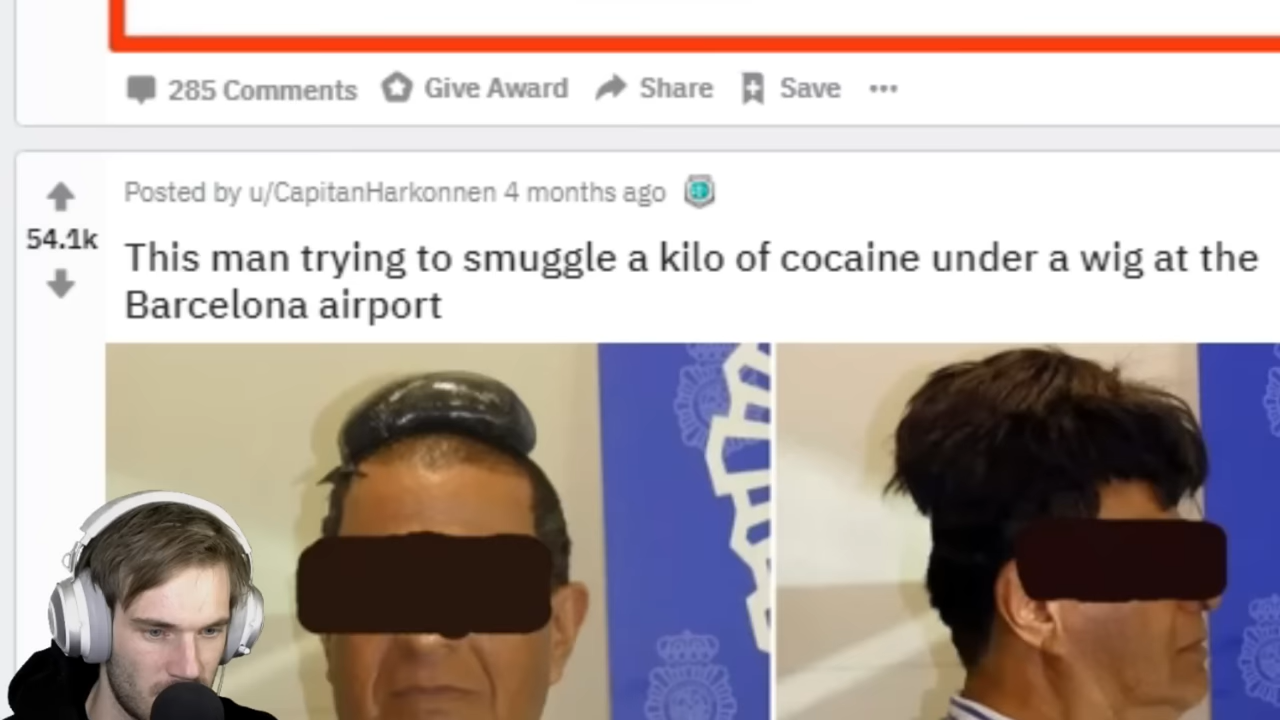 285 Comments Give Award Share Save
Posted by u/CapitanHarkonnen 4 months ago
54.1k
This man trying to smuggle a kilo of cocaine under a wig at the
Barcelona airport